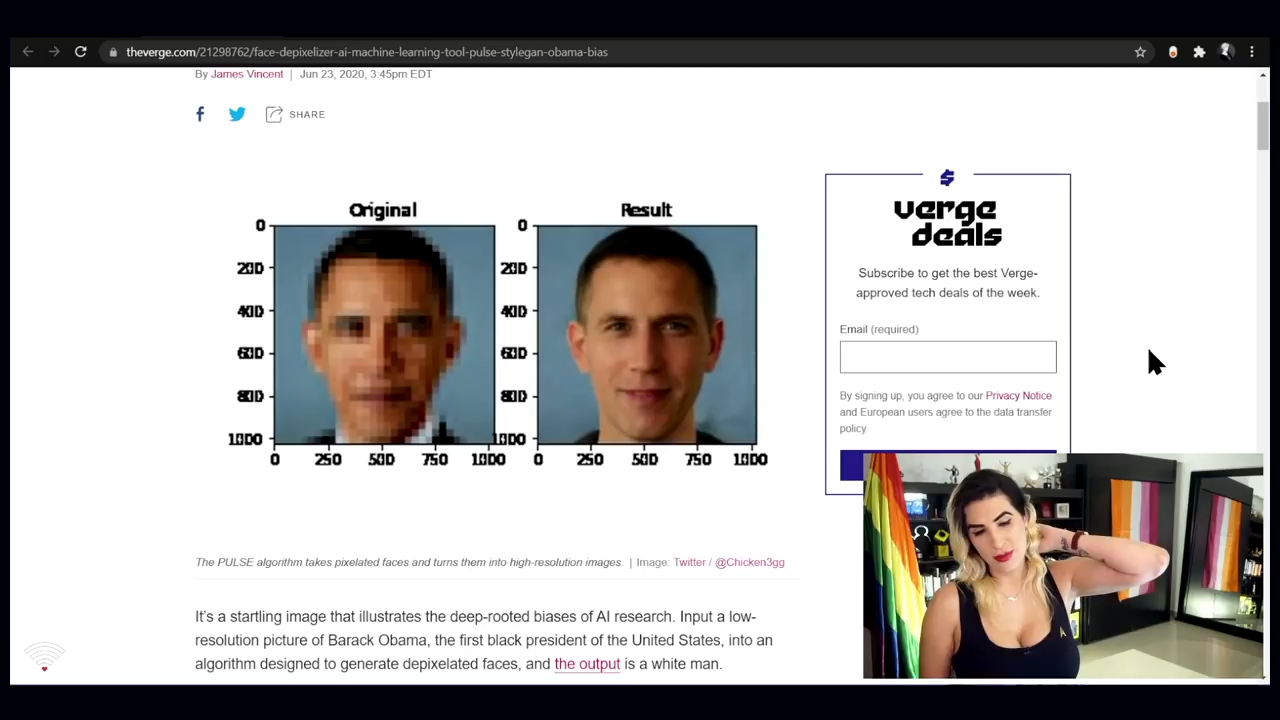 theverge.com/21298762/face-depixelizer-ai-machine-learning-tool-pulse-stylegan-obama-bias
By James Vincent | Jun 23, 2020, 3:45pm EDT
SHARE
Original
Result
0
200
400
600
800
1000
0 250 500 750 1000
0
200
400
600
800
1000
0 250 500 750 1000
The PULSE algorithm takes pixelated faces and turns them into high-resolution images. | Image: Twitter / @Chicken3gg
It's a startling image that illustrates the deep-rooted biases of AI research. Input a low-
resolution picture of Barack Obama, the first black president of the United States, into an
algorithm designed to generate depixelated faces, and the output is a white man.
$
verge
deals
Subscribe to get the best Verge-
approved tech deals of the week.
Email (required)
By signing up, you agree to our Privacy Notice
and European users agree to the data transfer
policy.